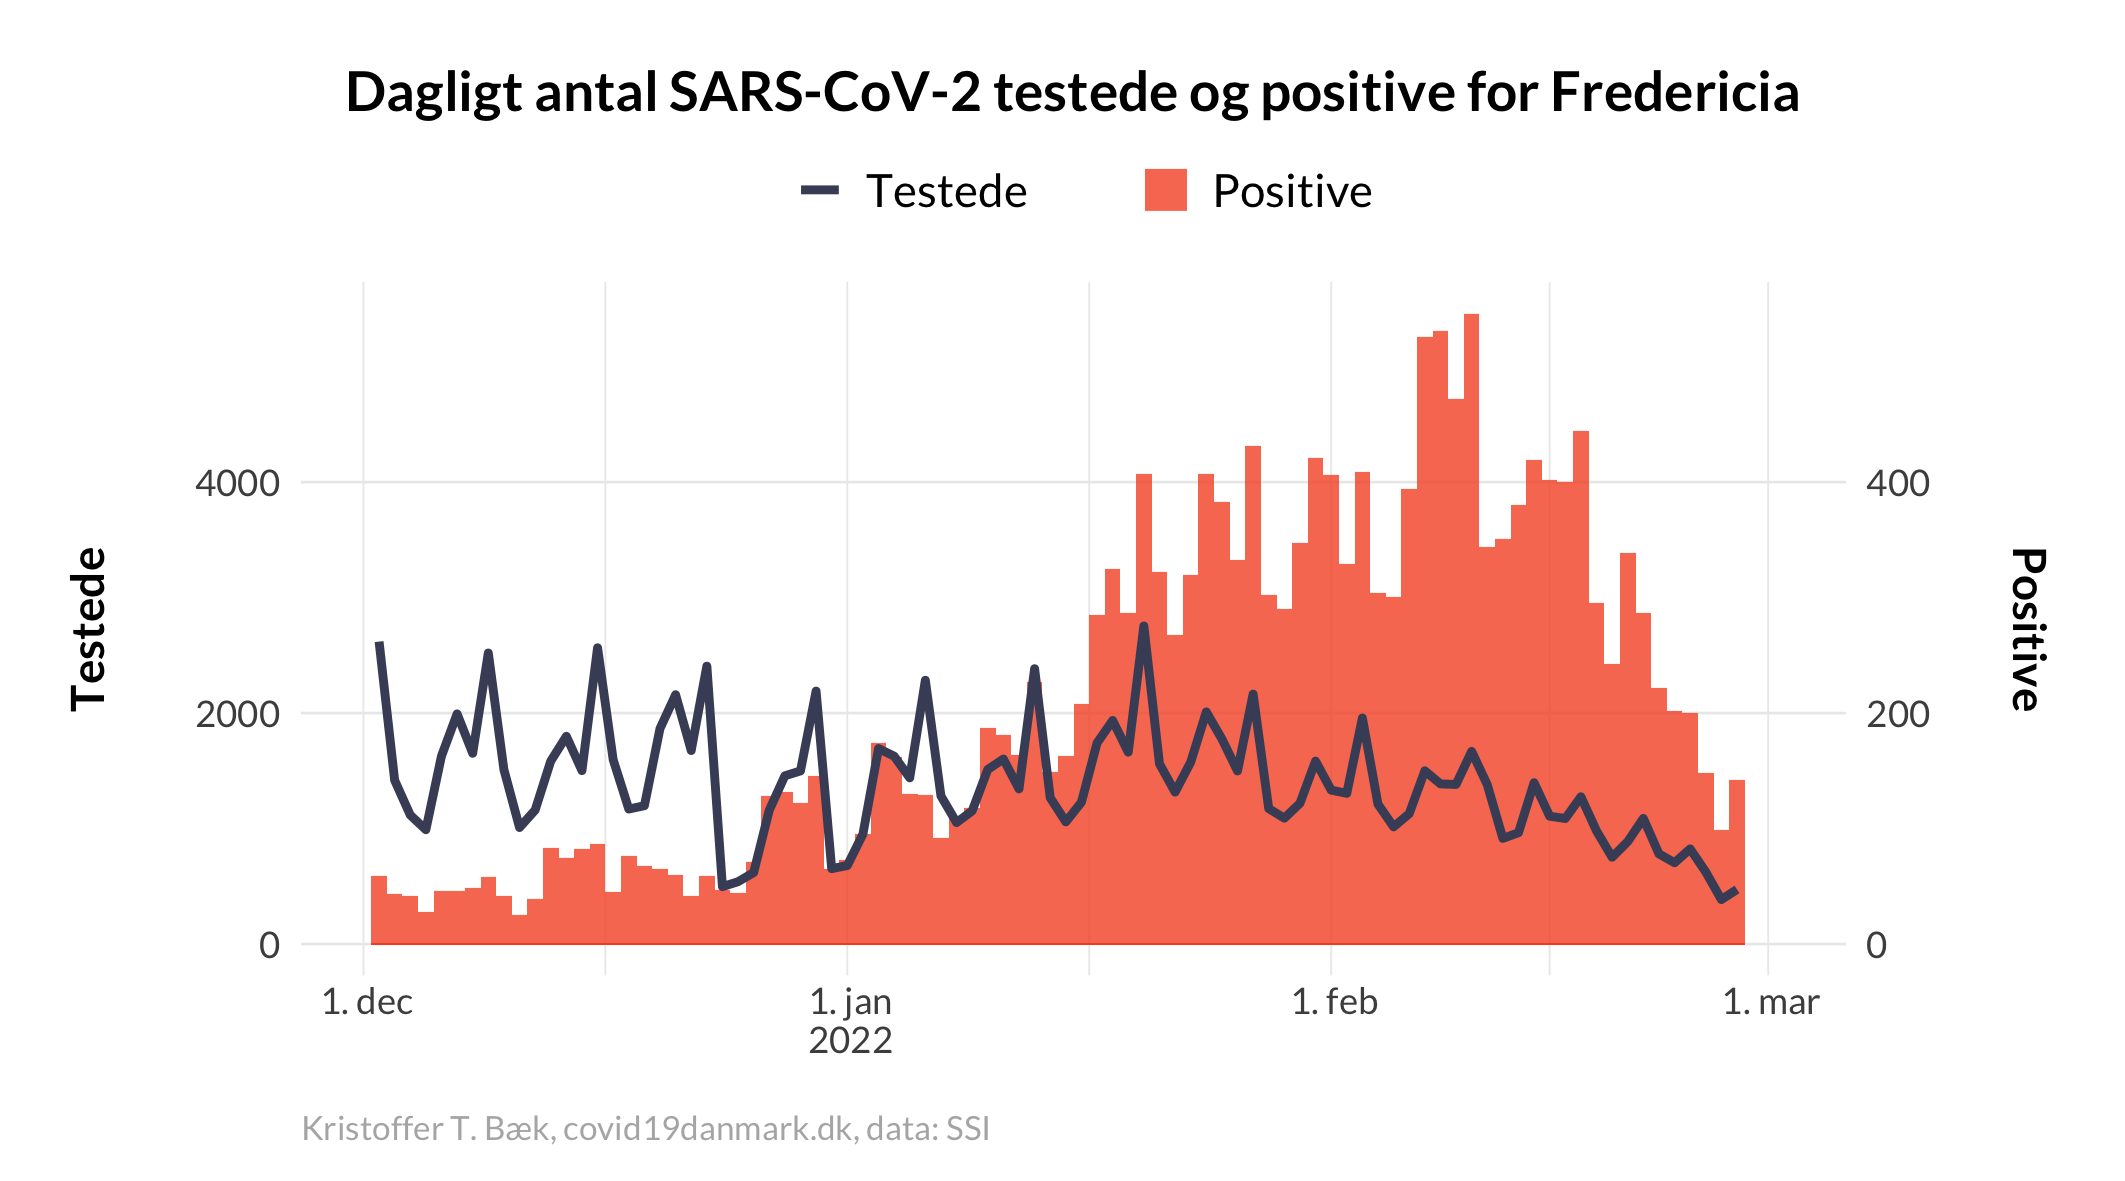 Dagligt antal SARS-CoV-2 testede og positive for Fredericia
Testede Positive
Testede
4000
2000
0
400
200
0
Positive
1. dec 1. jan 1. feb 1. mar
2022
Kristoffer T. Bæk, covid19danmark.dk, data: SSI